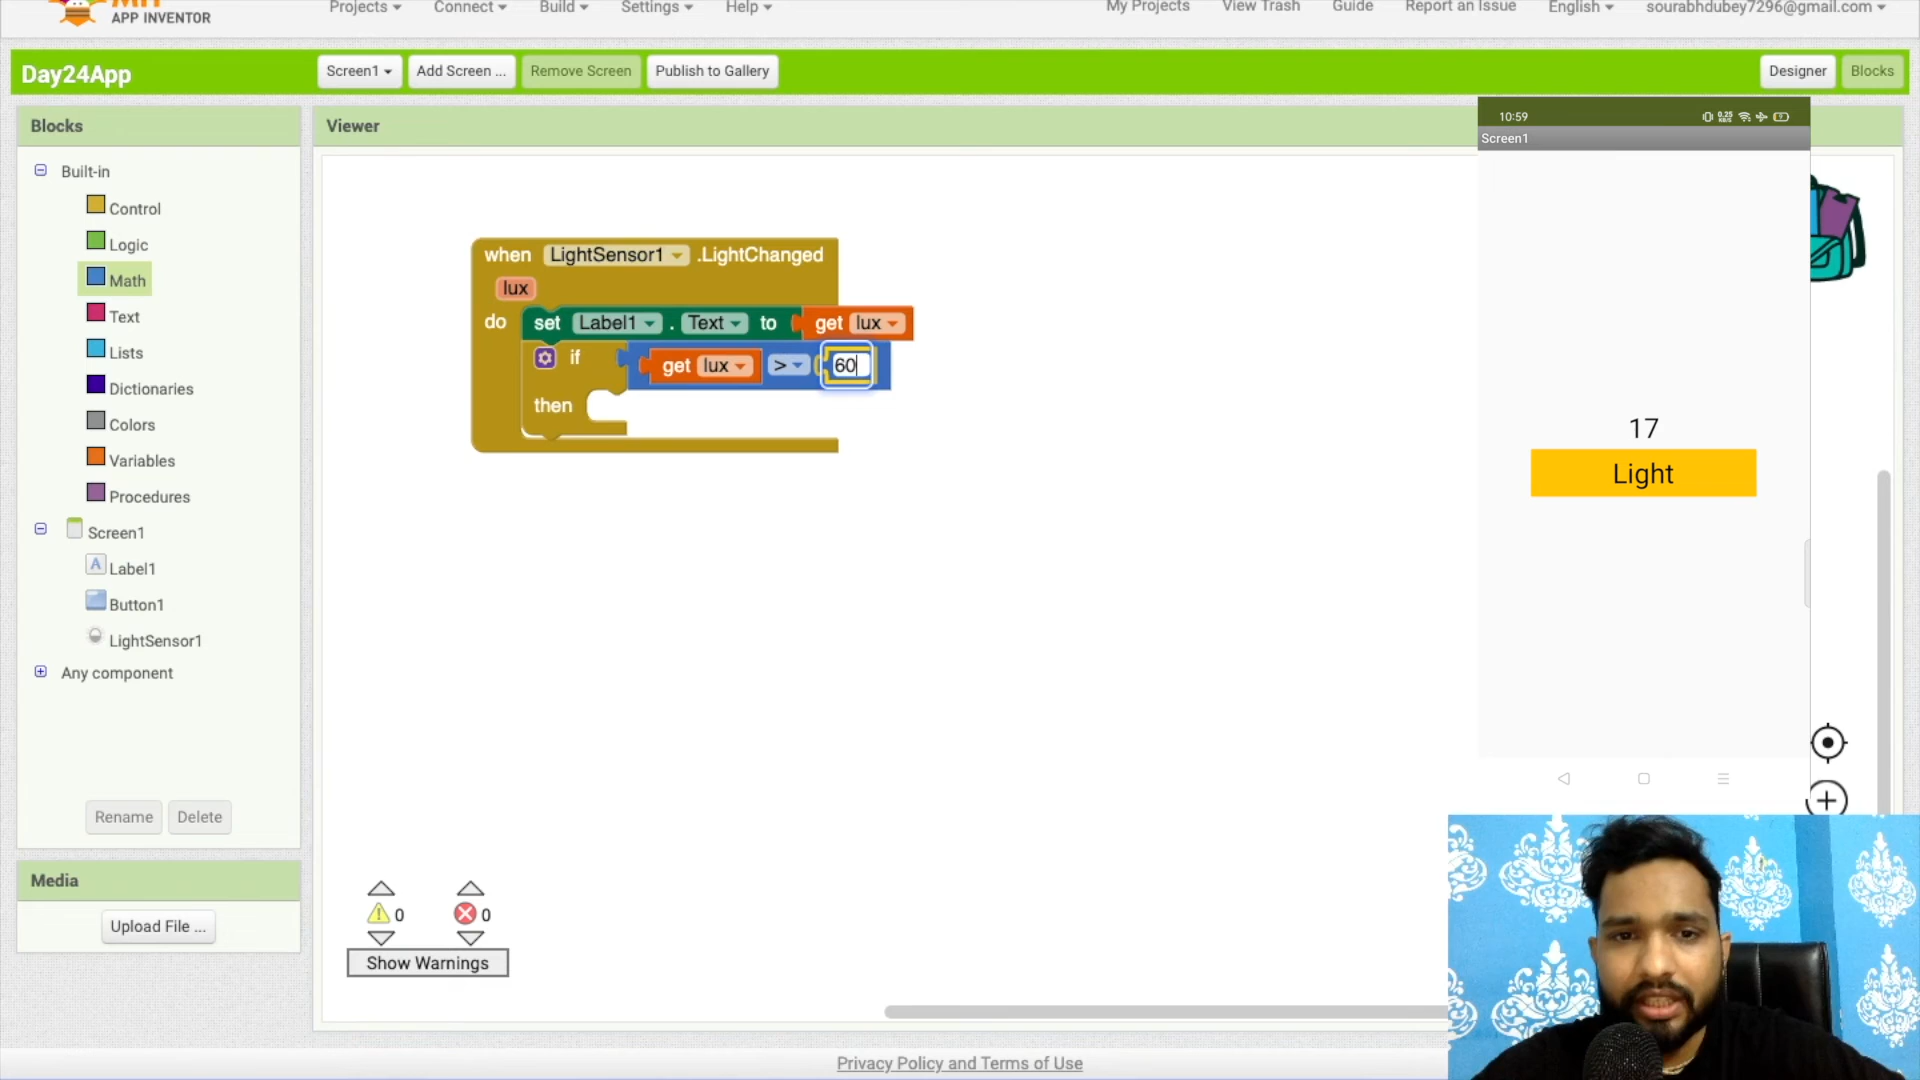 MIT
APP INVENTOR
Projects
Connect
Build
Settings
Help
My Projects
View Trash
Guide
Report an Issue
English
sourabhdubey7296@gmail.com
Day24App
Screen1
Add Screen ...
Remove Screen
Publish to Gallery
Designer
Blocks
Blocks
Built-in
Control
Logic
Math
Text
Lists
Dictionaries
Colors
Variables
Procedures
Screen1
Label1
Button1
LightSensor1
Any component
Rename
Delete
Media
Upload File ...
Viewer
when LightSensor1 .LightChanged
lux
do set Label1 . Text to get lux
if get lux > 60
then
0
0
Show Warnings
10:59
Screen1
17
Light
Privacy Policy and Terms of Use